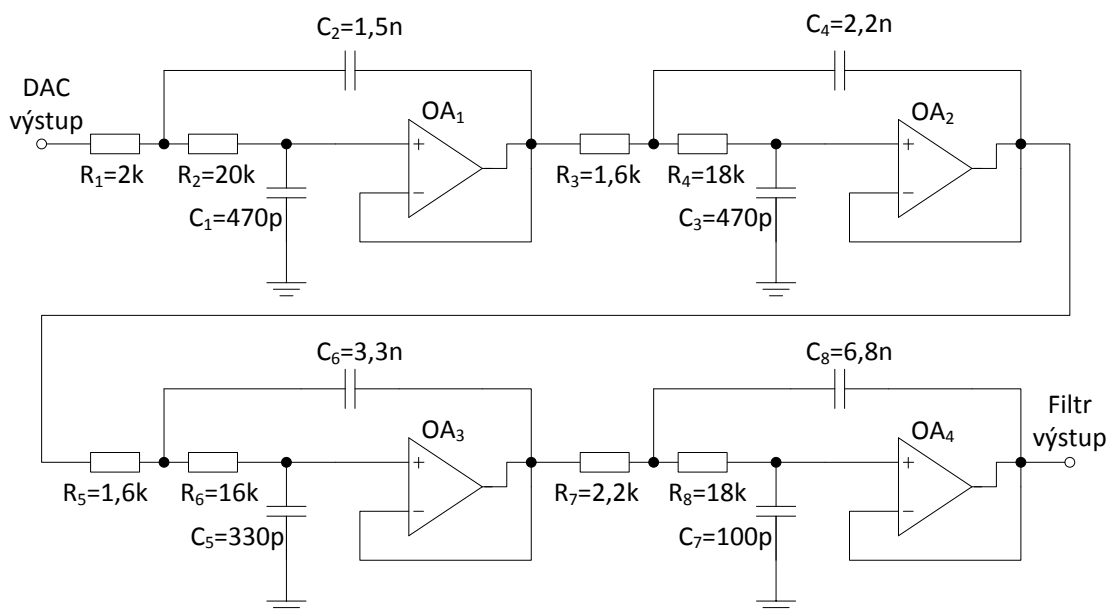 C₂=1,5n
C₄=2,2n
DAC
výstup
OA₁
OA₂
+
+
R₁=2k
R₂=20k
R₃=1,6k
R₄=18k
−
−
C₁=470p
C₃=470p
C₆=3,3n
C₈=6,8n
Filtr
výstup
OA₃
OA₄
+
+
R₅=1,6k
R₆=16k
R₇=2,2k
R₈=18k
−
−
C₅=330p
C₇=100p